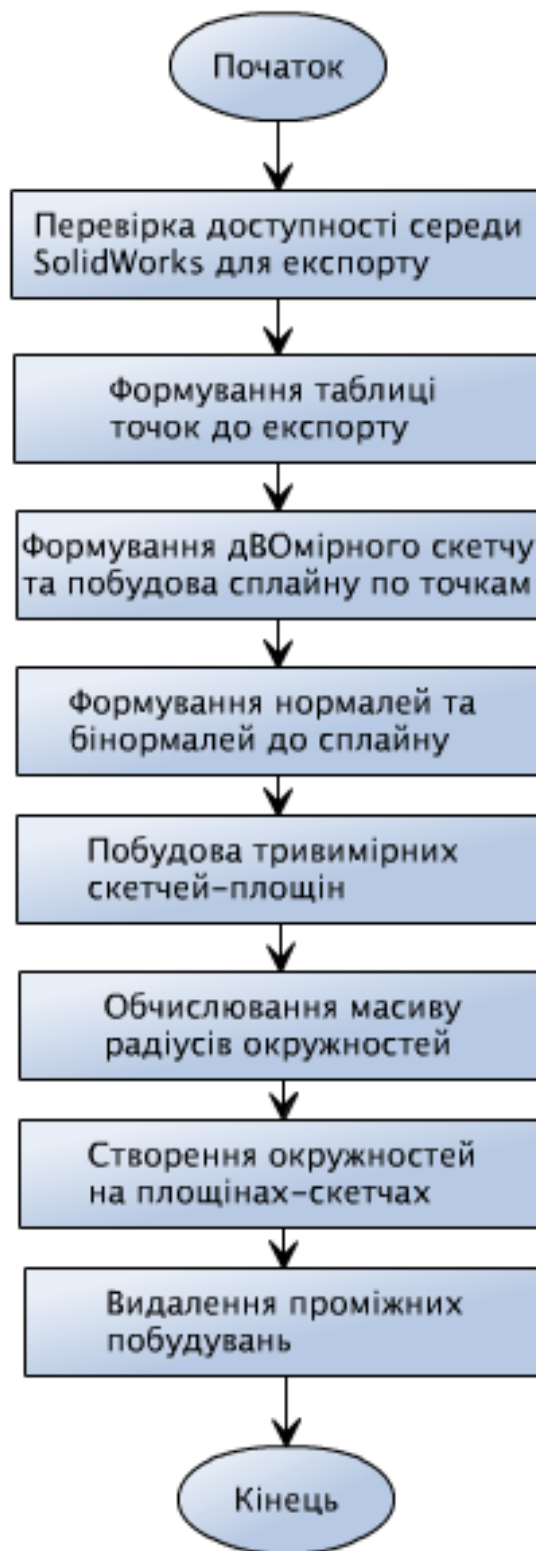 Початок
Перевірка доступності середи
SolidWorks для експорту
Формування таблиці
точок до експорту
Формування дВОмірного скетчу
та побудова сплайну по точкам
Формування нормалей та
бінормалей до сплайну
Побудова тривимірних
скетчей-площін
Обчислювання масиву
радіусів окружностей
Створення окружностей
на площінах-скетчах
Видалення проміжних
побудувань
Кінець